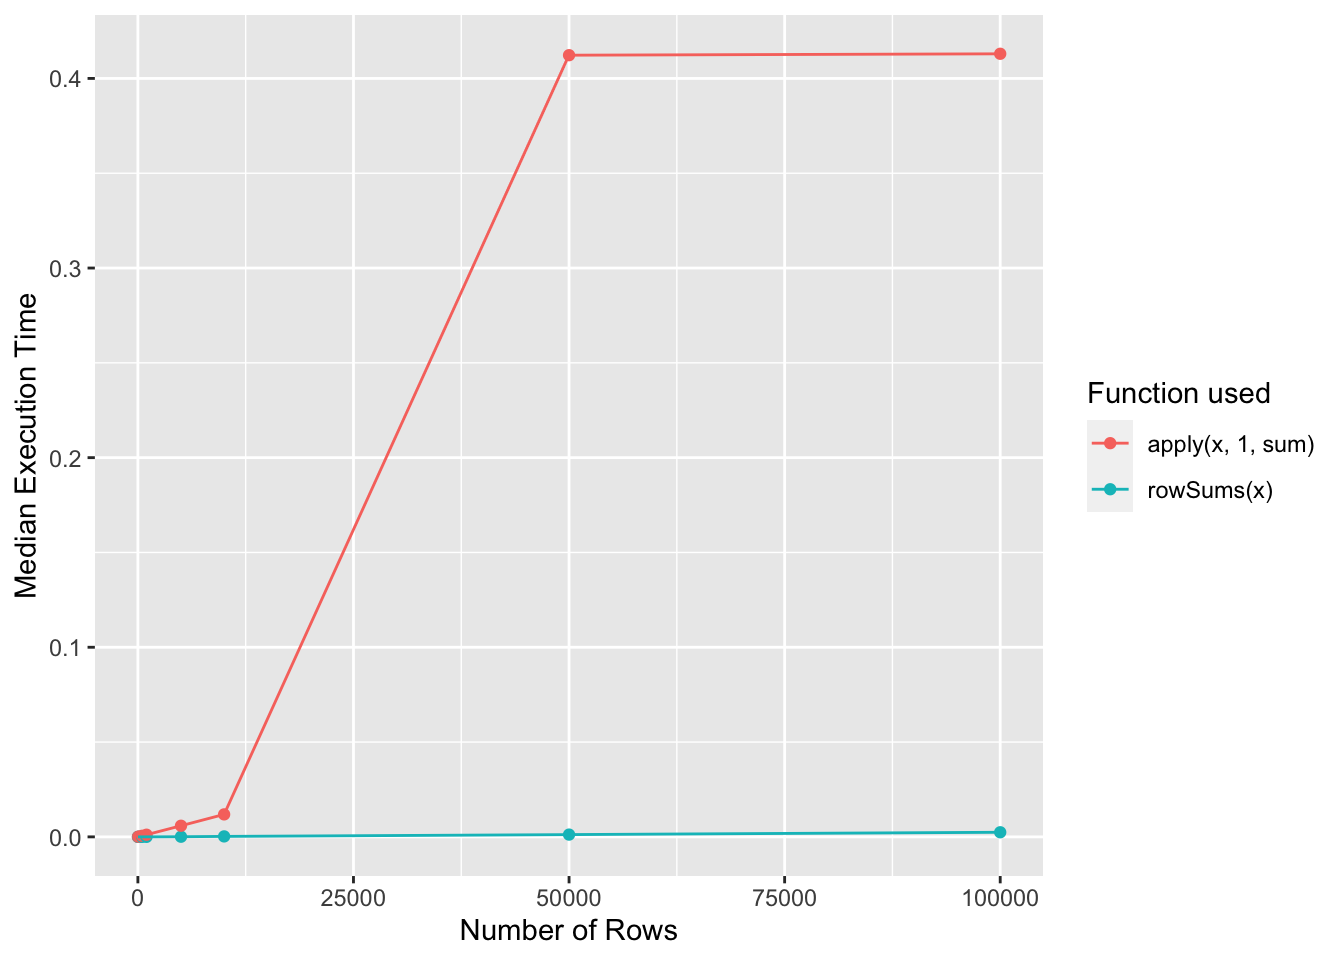 Median Execution Time
0.4
0.3
0.2
0.1
0.0
0 25000 50000 75000 100000
Number of Rows
Function used
apply(x, 1, sum)
rowSums(x)